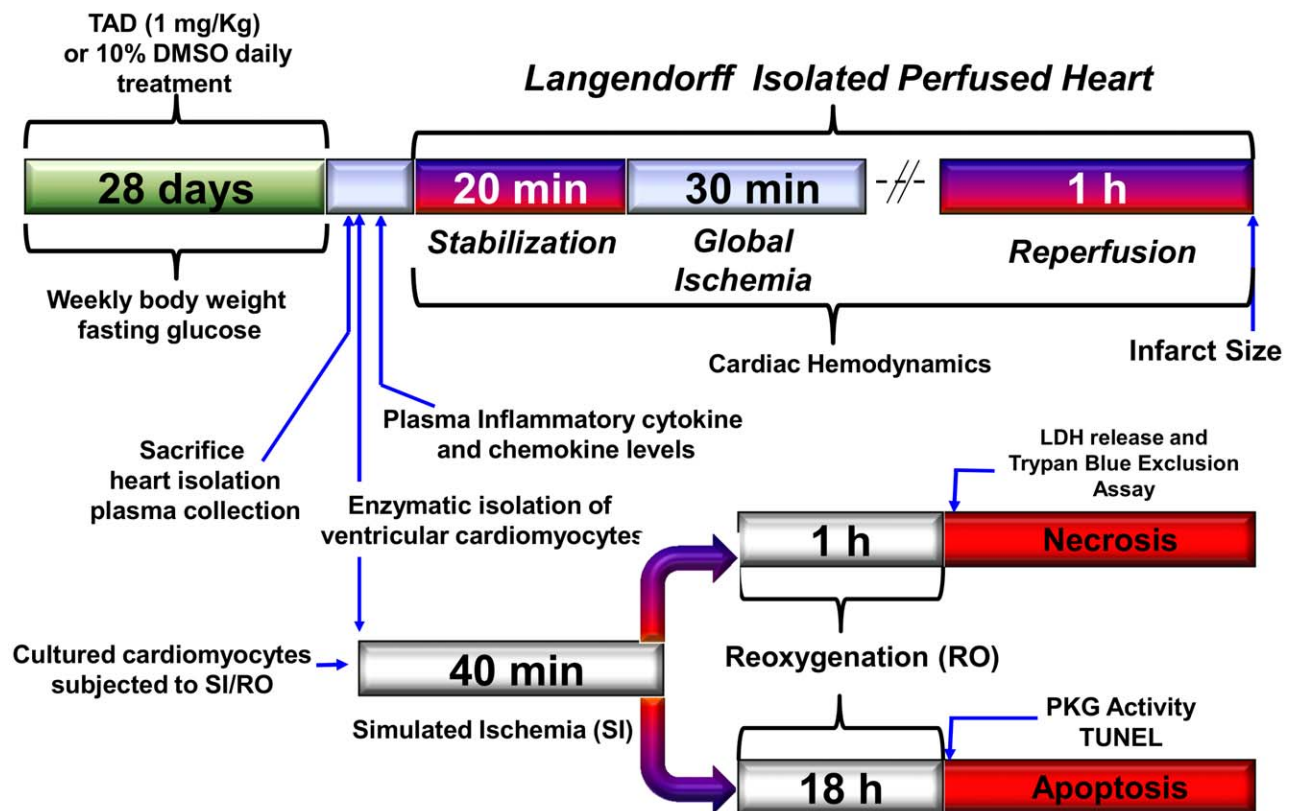 TAD (1 mg/Kg)
or 10% DMSO daily
treatment
Langendorff Isolated Perfused Heart
28 days
20 min
30 min
-//-
1 h
Stabilization
Global
Ischemia
Reperfusion
Weekly body weight
fasting glucose
Cardiac Hemodynamics
Infarct Size
Plasma Inflammatory cytokine
and chemokine levels
Sacrifice
heart isolation
plasma collection
LDH release and
Trypan Blue Exclusion
Assay
Enzymatic isolation of
ventricular cardiomyocytes
1 h
Necrosis
Cultured cardiomyocytes
subjected to SI/RO
40 min
Reoxygenation (RO)
Simulated Ischemia (SI)
PKG Activity
TUNEL
18 h
Apoptosis